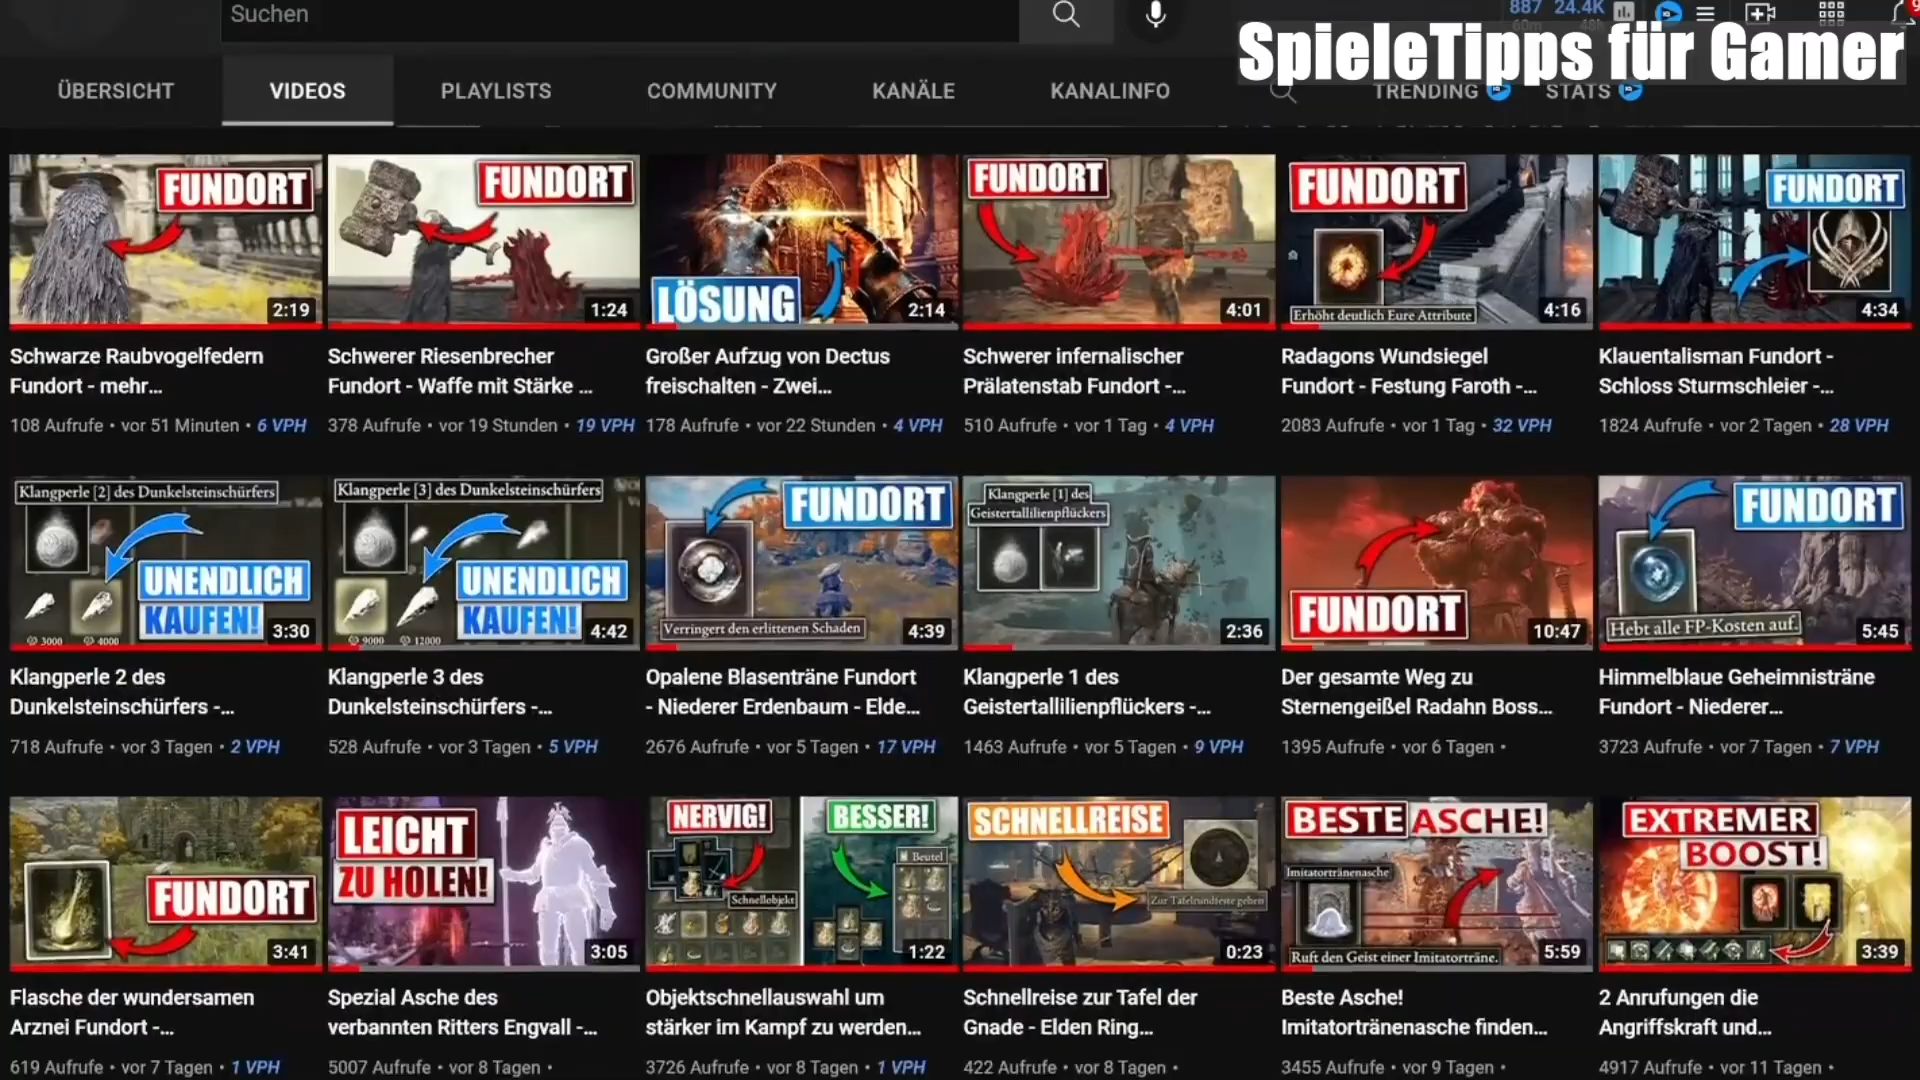 Suchen
887 24.4K
60m 48h
SpieleTipps für Gamer
ÜBERSICHT
VIDEOS
PLAYLISTS
COMMUNITY
KANÄLE
KANALINFO
TRENDING
STATS
FUNDORT
2:19
FUNDORT
1:24
LÖSUNG
2:14
FUNDORT
4:01
FUNDORT
Erhöht deutlich Eure Attribute
4:16
FUNDORT
4:34
Schwarze Raubvogelfedern
Fundort - mehr...
108 Aufrufe • vor 51 Minuten • 6 VPH
Schwerer Riesenbrecher
Fundort - Waffe mit Stärke ...
378 Aufrufe • vor 19 Stunden • 19 VPH
Großer Aufzug von Dectus
freischalten - Zwei...
178 Aufrufe • vor 22 Stunden • 4 VPH
Schwerer infernalischer
Prälatenstab Fundort -...
510 Aufrufe • vor 1 Tag • 4 VPH
Radagons Wundsiegel
Fundort - Festung Faroth -...
2083 Aufrufe • vor 1 Tag • 32 VPH
Klauentalisman Fundort -
Schloss Sturmschleier -...
1824 Aufrufe • vor 2 Tagen • 28 VPH
Klangperle [2] des Dunkelsteinschürfers
UNENDLICH
KAUFEN!
3000 4000
3:30
Klangperle [3] des Dunkelsteinschürfers
UNENDLICH
KAUFEN!
9000 12000
4:42
FUNDORT
Verringert den erlittenen Schaden
4:39
Klangperle [1] des
Geistertallilienpflückers
2:36
FUNDORT
10:47
FUNDORT
Hebt alle FP-Kosten auf.
5:45
Klangperle 2 des
Dunkelsteinschürfers -...
718 Aufrufe • vor 3 Tagen • 2 VPH
Klangperle 3 des
Dunkelsteinschürfers -...
528 Aufrufe • vor 3 Tagen • 5 VPH
Opalene Blasenträne Fundort
- Niederer Erdenbaum - Elde...
2676 Aufrufe • vor 5 Tagen • 17 VPH
Klangperle 1 des
Geistertallilienpflückers -...
1463 Aufrufe • vor 5 Tagen • 9 VPH
Der gesamte Weg zu
Sternengeißel Radahn Boss...
1395 Aufrufe • vor 6 Tagen •
Himmelblaue Geheimnisträne
Fundort - Niederer...
3723 Aufrufe • vor 7 Tagen • 7 VPH
FUNDORT
3:41
LEICHT
ZU HOLEN!
3:05
NERVIG!
BESSER!
Beutel
Schnellobjekt
1:22
SCHNELLREISE
Zur Tafelrundfeste gehen
0:23
BESTE ASCHE!
Imitatortränenasche
Ruft den Geist einer Imitatorträne.
5:59
EXTREMER
BOOST!
3:39
Flasche der wundersamen
Arznei Fundort -...
619 Aufrufe • vor 7 Tagen • 1 VPH
Spezial Asche des
verbannten Ritters Engvall -...
5007 Aufrufe • vor 8 Tagen •
Objektschnellauswahl um
stärker im Kampf zu werden...
3726 Aufrufe • vor 8 Tagen • 1 VPH
Schnellreise zur Tafel der
Gnade - Elden Ring...
422 Aufrufe • vor 8 Tagen •
Beste Asche!
Imitatortränenasche finden...
3455 Aufrufe • vor 9 Tagen •
2 Anrufungen die
Angriffskraft und...
4917 Aufrufe • vor 11 Tagen •